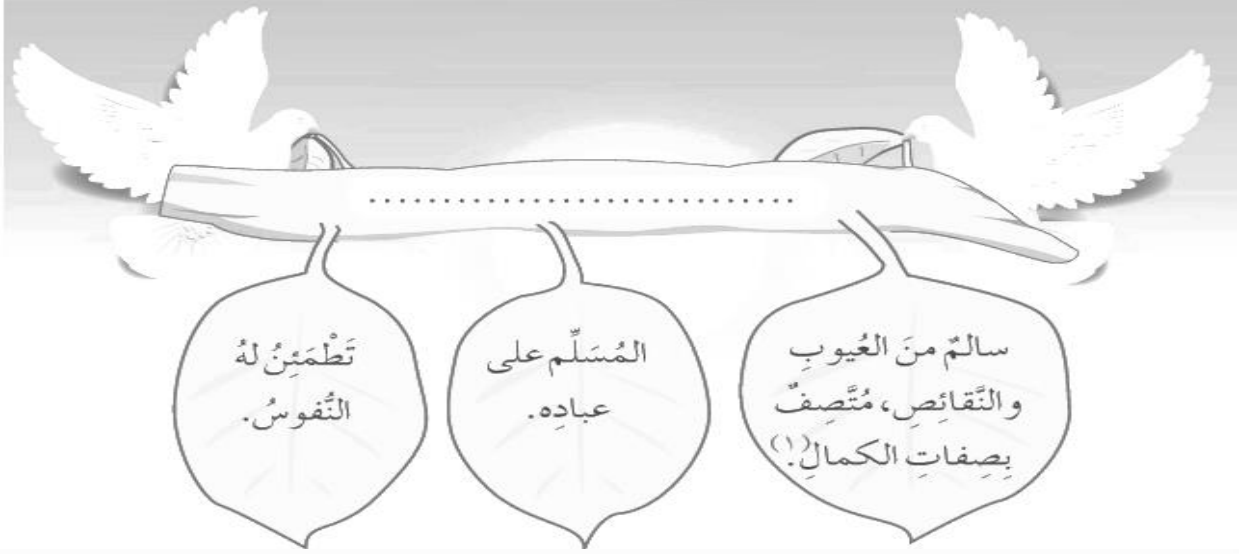 ..............................
سالمٌ منَ العُيوبِ
والنَّقائِصِ، مُتَّصِفٌ
بِصِفاتِ الكمالِ(١).
المُسَلِّم على
عبادِه.
تَطْمَئِنُ لهُ
النُّفوسُ.